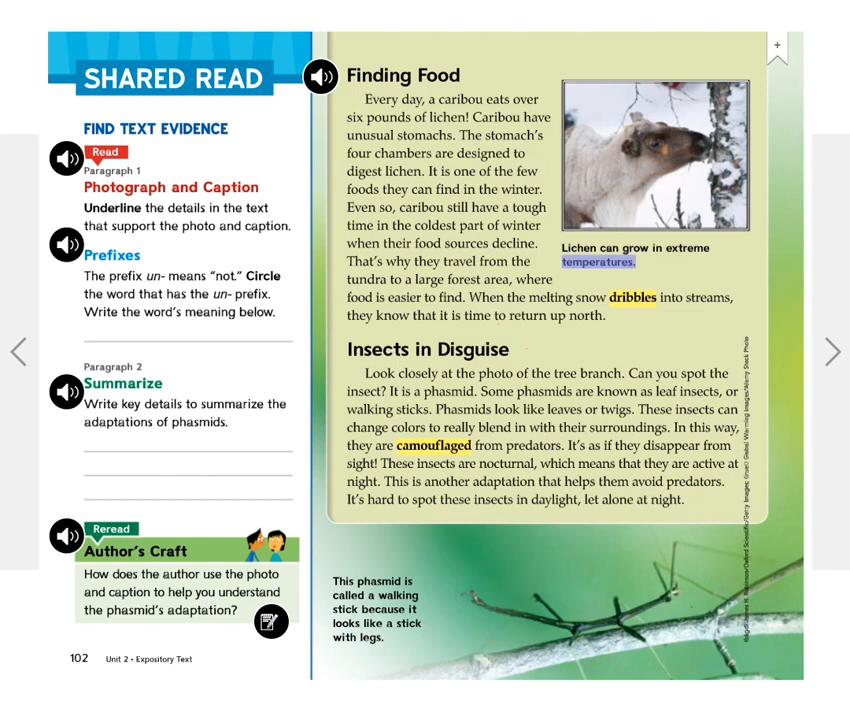 SHARED READ
FIND TEXT EVIDENCE
Read
Paragraph 1
Photograph and Caption
Underline the details in the text
that support the photo and caption.
Prefixes
The prefix un- means “not.” Circle
the word that has the un- prefix.
Write the word’s meaning below.
Paragraph 2
Summarize
Write key details to summarize the
adaptations of phasmids.
Reread
Author’s Craft
How does the author use the photo
and caption to help you understand
the phasmid’s adaptation?
102 Unit 2 • Expository Text
Finding Food
Every day, a caribou eats over
six pounds of lichen! Caribou have
unusual stomachs. The stomach’s
four chambers are designed to
digest lichen. It is one of the few
foods they can find in the winter.
Even so, caribou still have a tough
time in the coldest part of winter
when their food sources decline.
That’s why they travel from the
tundra to a large forest area, where
food is easier to find. When the melting snow dribbles into streams,
they know that it is time to return up north.
Lichen can grow in extreme
temperatures.
Insects in Disguise
Look closely at the photo of the tree branch. Can you spot the
insect? It is a phasmid. Some phasmids are known as leaf insects, or
walking sticks. Phasmids look like leaves or twigs. These insects can
change colors to really blend in with their surroundings. In this way,
they are camouflaged from predators. It’s as if they disappear from
sight! These insects are nocturnal, which means that they are active at
night. This is another adaptation that helps them avoid predators.
It’s hard to spot these insects in daylight, let alone at night.
This phasmid is
called a walking
stick because it
looks like a stick
with legs.